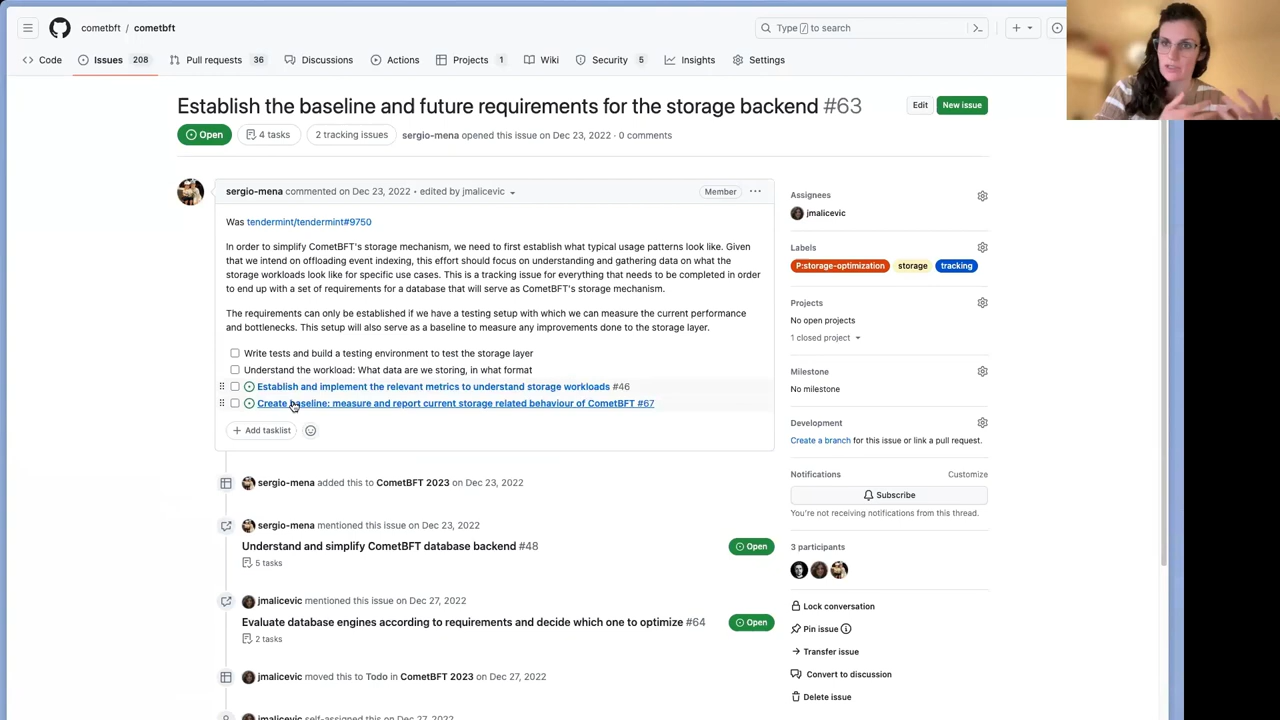 cometbft / cometbft
Type / to search
Code
Issues 208
Pull requests 36
Discussions
Actions
Projects 1
Wiki
Security 5
Insights
Settings
Establish the baseline and future requirements for the storage backend #63
Edit
New issue
Open
4 tasks
2 tracking issues
sergio-mena opened this issue on Dec 23, 2022 · 0 comments
sergio-mena commented on Dec 23, 2022 • edited by jmalicevic
Member
Was tendermint/tendermint#9750
In order to simplify CometBFT's storage mechanism, we need to first establish what typical usage patterns look like. Given
that we intend on offloading event indexing, this effort should focus on understanding and gathering data on what the
storage workloads look like for specific use cases. This is a tracking issue for everything that needs to be completed in order
to end up with a set of requirements for a database that will serve as CometBFT's storage mechanism.
The requirements can only be established if we have a testing setup with which we can measure the current performance
and bottlenecks. This setup will also serve as a baseline to measure any improvements done to the storage layer.
Write tests and build a testing environment to test the storage layer
Understand the workload: What data are we storing, in what format
Establish and implement the relevant metrics to understand storage workloads #46
Create baseline: measure and report current storage related behaviour of CometBFT #67
Add tasklist
sergio-mena added this to CometBFT 2023 on Dec 23, 2022
sergio-mena mentioned this issue on Dec 23, 2022
Understand and simplify CometBFT database backend #48
Open
5 tasks
jmalicevic mentioned this issue on Dec 27, 2022
Evaluate database engines according to requirements and decide which one to optimize #64
Open
2 tasks
jmalicevic moved this to Todo in CometBFT 2023 on Dec 27, 2022
jmalicevic self-assigned this on Dec 27, 2022
Assignees
jmalicevic
Labels
P:storage-optimization
storage
tracking
Projects
No open projects
1 closed project
Milestone
No milestone
Development
Create a branch for this issue or link a pull request.
Notifications
Customize
Subscribe
You're not receiving notifications from this thread.
3 participants
Lock conversation
Pin issue
Transfer issue
Convert to discussion
Delete issue